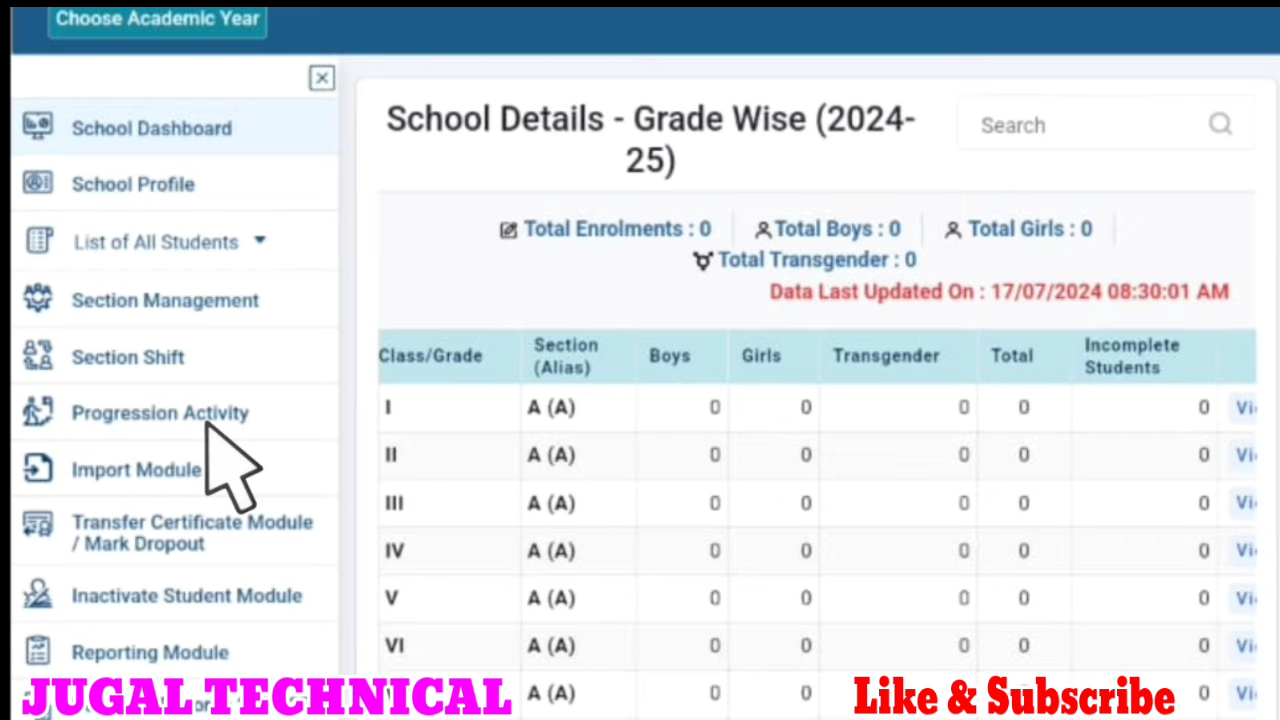 Choose Academic Year
School Dashboard
School Profile
List of All Students
Section Management
Section Shift
Progression Activity
Import Module
Transfer Certificate Module
/ Mark Dropout
Inactivate Student Module
Reporting Module
School Details - Grade Wise (2024-
25)
Search
Total Enrolments : 0 Total Boys : 0 Total Girls : 0
Total Transgender : 0
Data Last Updated On : 17/07/2024 08:30:01 AM
Class/Grade Section (Alias) Boys Girls Transgender Total Incomplete Students
I A (A) 0 0 0 0 0
II A (A) 0 0 0 0 0
III A (A) 0 0 0 0 0
IV A (A) 0 0 0 0 0
V A (A) 0 0 0 0 0
VI A (A) 0 0 0 0 0
A (A) 0 0 0 0 0
JUGAL TECHNICAL
Like & Subscribe